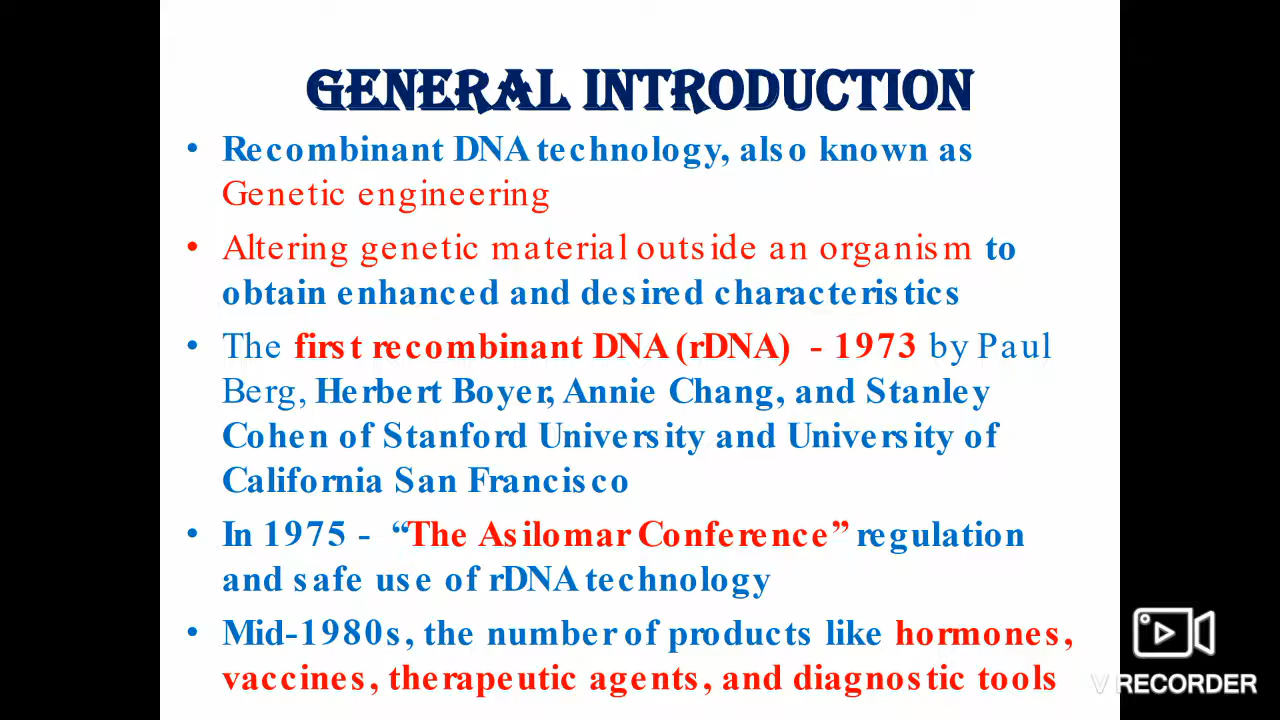 GENERAL INTRODUCTION
• Recombinant DNA technology, also known as
Genetic engineering
• Altering genetic material outside an organism to
obtain enhanced and desired characteristics
• The first recombinant DNA (rDNA) - 1973 by Paul
Berg, Herbert Boyer, Annie Chang, and Stanley
Cohen of Stanford University and University of
California San Francisco
• In 1975 - “The Asilomar Conference” regulation
and safe use of rDNA technology
• Mid-1980s, the number of products like hormones,
vaccines, therapeutic agents, and diagnostic tools
V RECORDER